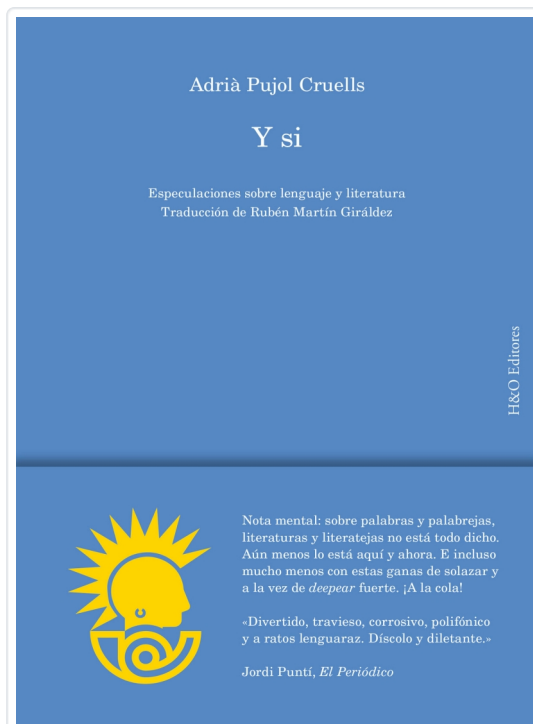 Adrià Pujol Cruells
Y si
Especulaciones sobre lenguaje y literatura
Traducción de Rubén Martín Giráldez
H&O Editores
Nota mental: sobre palabras y palabrejas,
literaturas y literatejas no está todo dicho.
Aún menos lo está aquí y ahora. E incluso
mucho menos con estas ganas de solazar y
a la vez de deepear fuerte. ¡A la cola!
«Divertido, travieso, corrosivo, polifónico
y a ratos lenguaraz. Díscolo y diletante.»
Jordi Puntí, El Periódico